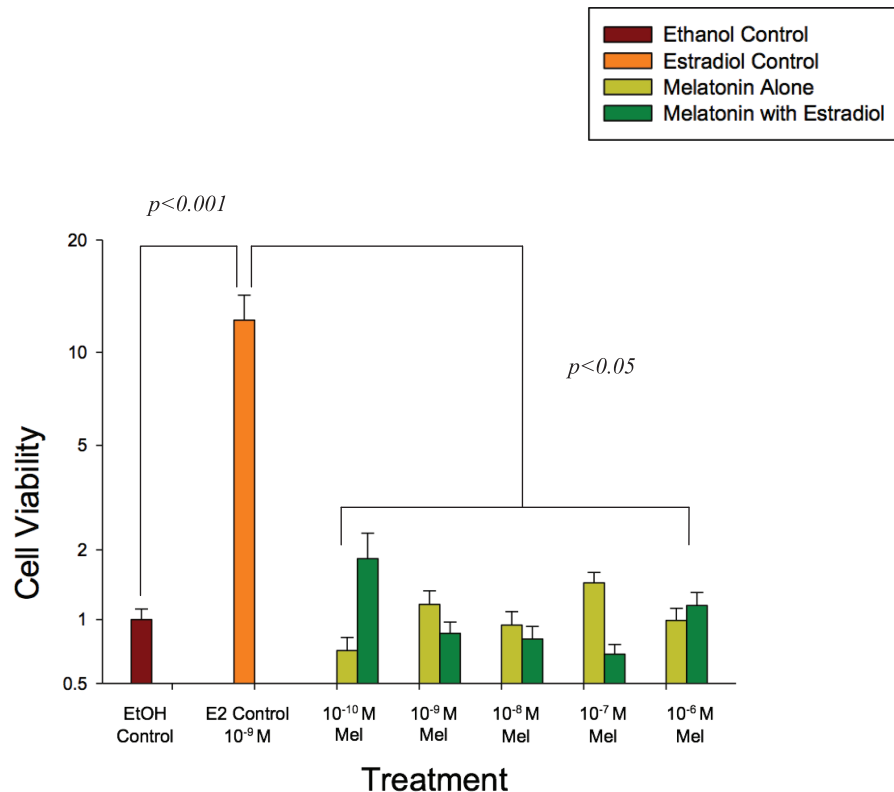 Ethanol Control
Estradiol Control
Melatonin Alone
Melatonin with Estradiol
p<0.001
p<0.05
Cell Viability
20
10
5
2
1
0.5
EtOH
Control
E2 Control
10⁻⁹ M
10⁻¹⁰ M
Mel
10⁻⁹ M
Mel
10⁻⁸ M
Mel
10⁻⁷ M
Mel
10⁻⁶ M
Mel
Treatment